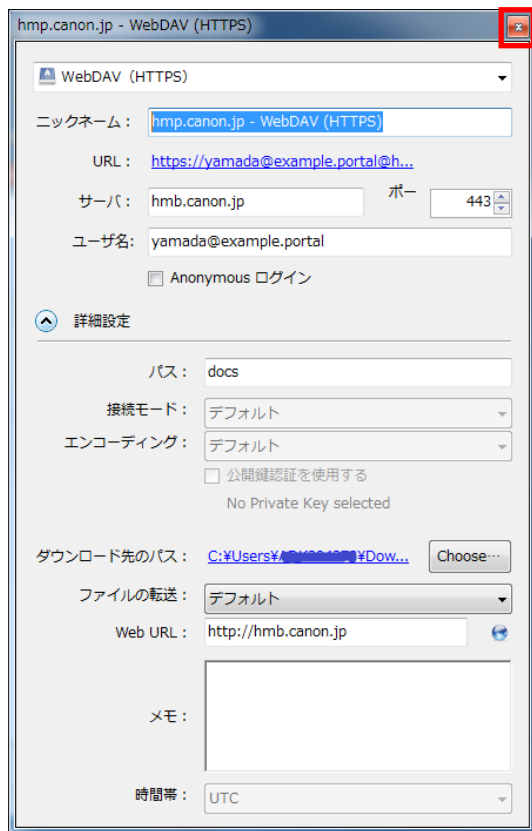 hmp.canon.jp - WebDAV (HTTPS)
WebDAV (HTTPS)
ニックネーム： hmp.canon.jp - WebDAV (HTTPS)
URL： https://yamada@example.portal@h...
サーバ： hmb.canon.jp ポー 443
ユーザ名: yamada@example.portal
Anonymous ログイン
詳細設定
パス： docs
接続モード： デフォルト
エンコーディング： デフォルト
公開鍵認証を使用する
No Private Key selected
ダウンロード先のパス： C:¥Users¥ ¥Dow... Choose…
ファイルの転送： デフォルト
Web URL： http://hmb.canon.jp
メモ：
時間帯： UTC